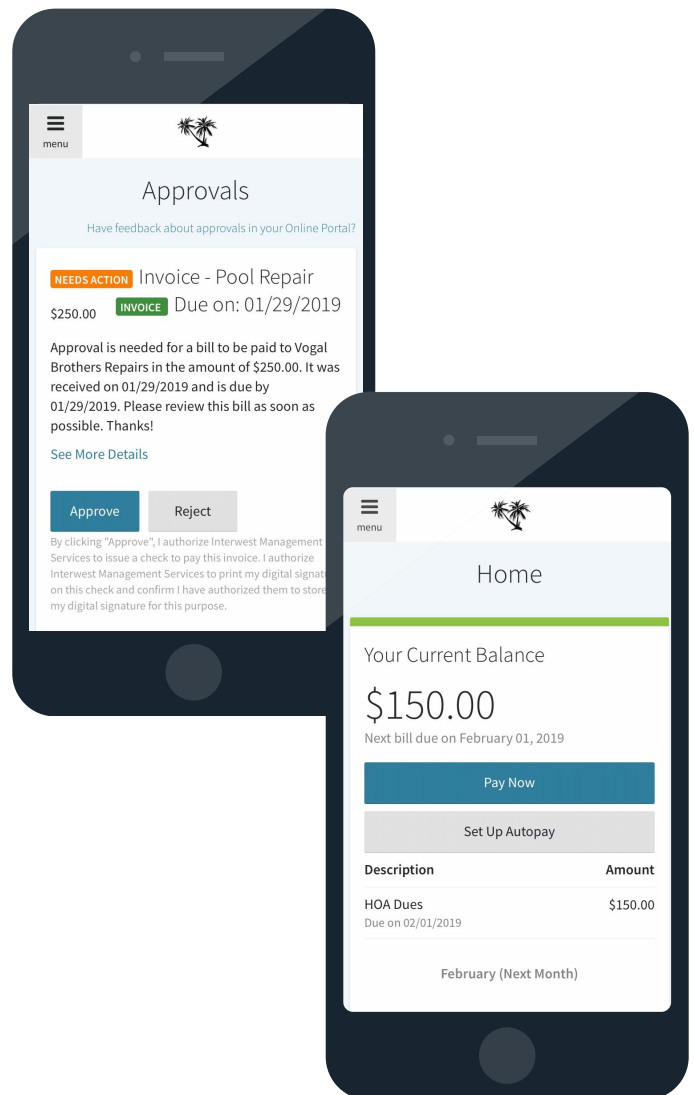 menu
Approvals
Have feedback about approvals in your Online Portal?
NEEDS ACTION Invoice - Pool Repair
$250.00 INVOICE Due on: 01/29/2019
Approval is needed for a bill to be paid to Vogal
Brothers Repairs in the amount of $250.00. It was
received on 01/29/2019 and is due by
01/29/2019. Please review this bill as soon as
possible. Thanks!
See More Details
Approve Reject
By clicking "Approve", I authorize Interwest Management
Services to issue a check to pay this invoice. I authorize
Interwest Management Services to print my digital
on this check and confirm I have authorized them to store
my digital signature for this purpose.
menu
Home
Your Current Balance
$150.00
Next bill due on February 01, 2019
Pay Now
Set Up Autopay
Description Amount
HOA Dues $150.00
Due on 02/01/2019
February (Next Month)